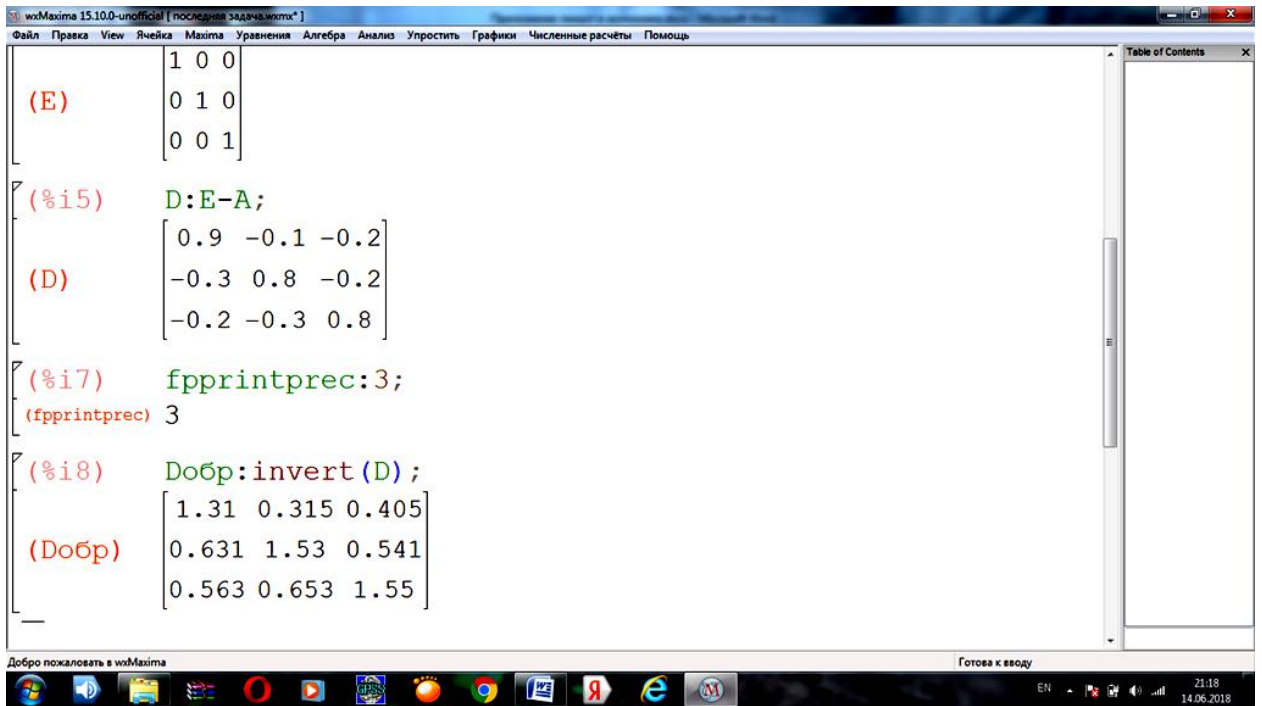 wxMaxima 15.10.0-unofficial [ последняя задача.wxmx* ]
Файл Правка View Ячейка Maxima Уравнения Алгебра Анализ Упростить Графики Численные расчёты Помощь
Table of Contents x
1 0 0
(E) 0 1 0
0 0 1
(%i5) D:E-A;
0.9 -0.1 -0.2
(D) -0.3 0.8 -0.2
-0.2 -0.3 0.8
(%i7) fpprintprec:3;
(fpprintprec) 3
(%i8) Dобр:invert(D);
1.31 0.315 0.405
(Dобр) 0.631 1.53 0.541
0.563 0.653 1.55
Добро пожаловать в wxMaxima
Готова к вводу
GPSS
W
Я
M
EN
21:18
14.06.2018